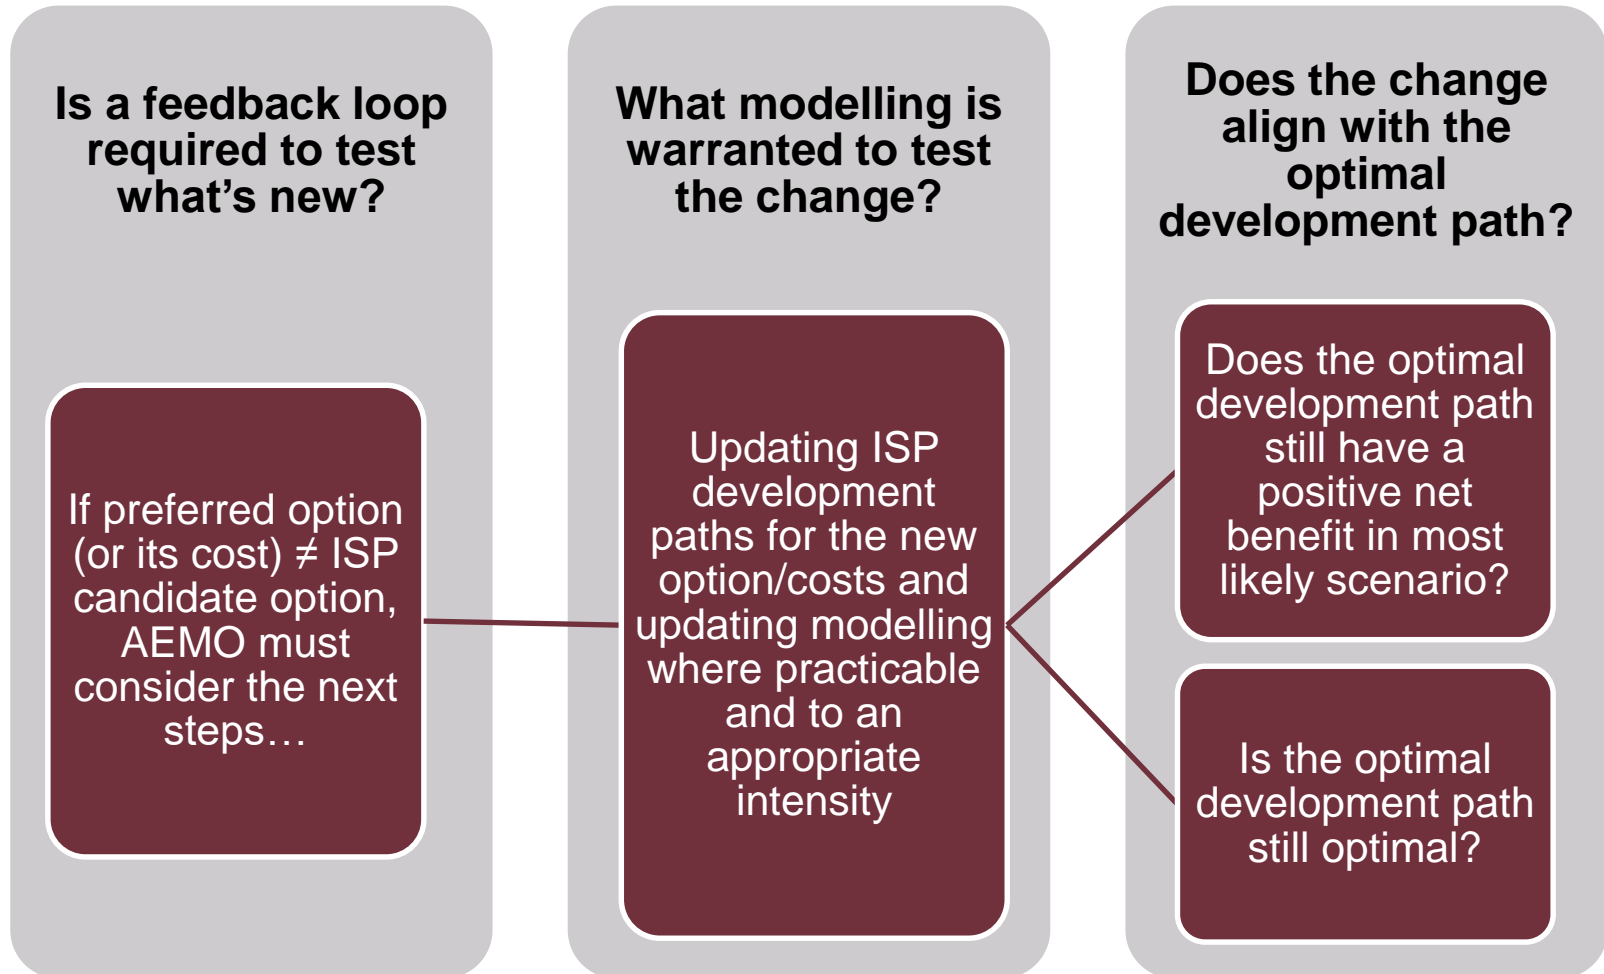 Is a feedback loop
required to test
what’s new?
If preferred option
(or its cost) ≠ ISP
candidate option,
AEMO must
consider the next
steps…
What modelling is
warranted to test
the change?
Updating ISP
development
paths for the new
option/costs and
updating modelling
where practicable
and to an
appropriate
intensity
Does the change
align with the
optimal
development path?
Does the optimal
development path
still have a
positive net
benefit in most
likely scenario?
Is the optimal
development path
still optimal?